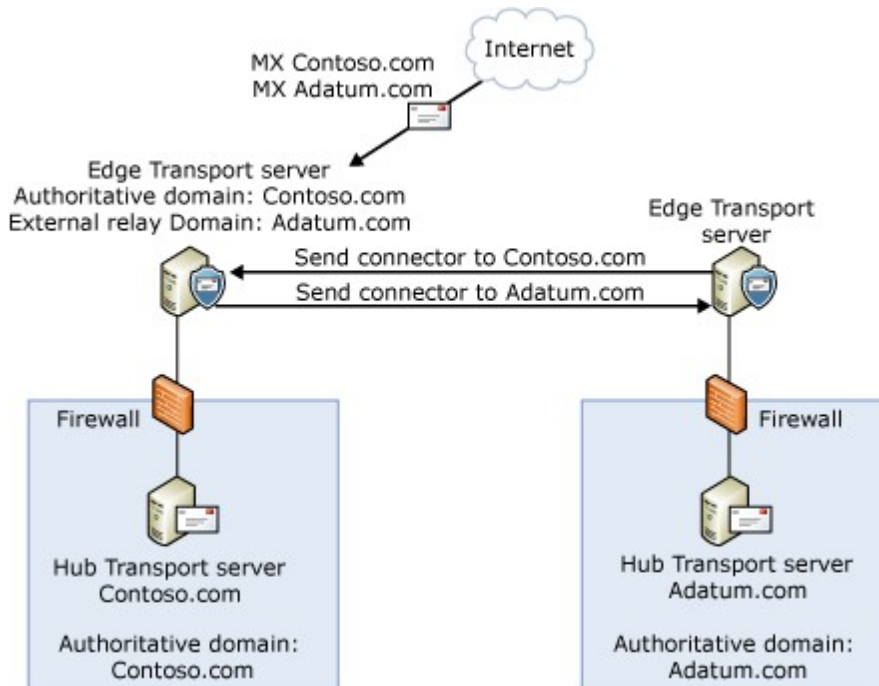 Internet
MX Contoso.com
MX Adatum.com
Edge Transport server
Authoritative domain: Contoso.com
External relay Domain: Adatum.com
Edge Transport
server
Send connector to Contoso.com
Send connector to Adatum.com
Firewall
Firewall
Hub Transport server
Contoso.com
Authoritative domain:
Contoso.com
Hub Transport server
Adatum.com
Authoritative domain:
Adatum.com